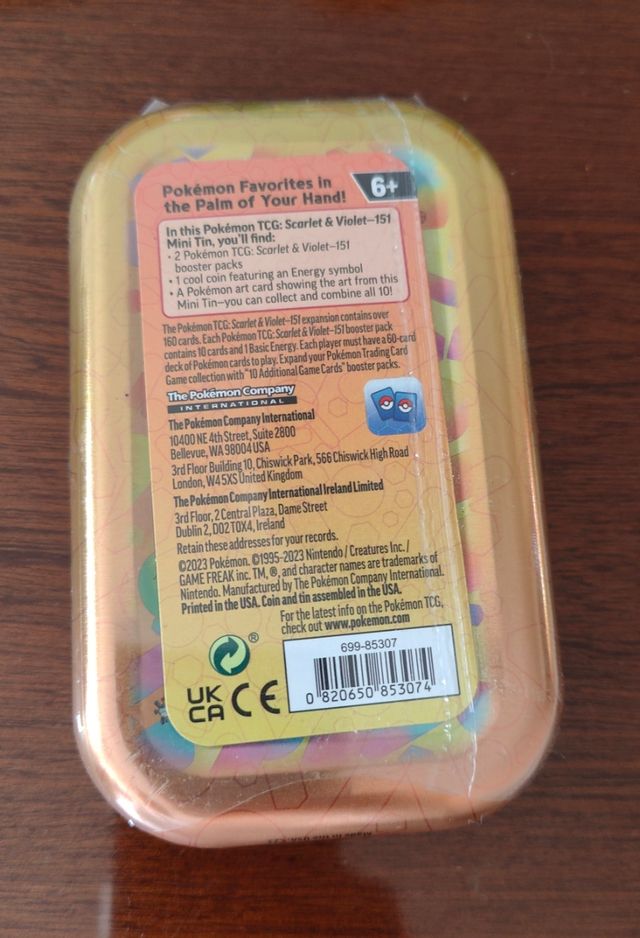 Pokémon Favorites in
the Palm of Your Hand!
6+
In this Pokémon TCG: Scarlet & Violet–151
Mini Tin, you'll find:
• 2 Pokémon TCG: Scarlet & Violet–151
booster packs
• 1 cool coin featuring an Energy symbol
• A Pokémon art card showing the art from this
Mini Tin–you can collect and combine all 10!
The Pokémon TCG: Scarlet & Violet–151 expansion contains over
160 cards. Each Pokémon TCG: Scarlet & Violet–151 booster pack
contains 10 cards and 1 Basic Energy. Each player must have a 60-card
deck of Pokémon cards to play. Expand your Pokémon Trading Card
Game collection with "10 Additional Game Cards" booster packs.
The Pokémon Company
INTERNATIONAL
The Pokémon Company International
10400 NE 4th Street, Suite 2800
Bellevue, WA 98004 USA
3rd Floor Building 10, Chiswick Park, 566 Chiswick High Road
London, W4 5XS United Kingdom
The Pokémon Company International Ireland Limited
3rd Floor, 2 Central Plaza, Dame Street
Dublin 2, D02 T0X4, Ireland
Retain these addresses for your records.
©2023 Pokémon. ©1995-2023 Nintendo / Creatures Inc. /
GAME FREAK inc. TM, ®, and character names are trademarks of
Nintendo. Manufactured by The Pokémon Company International.
Printed in the USA. Coin and tin assembled in the USA.
For the latest info on the Pokémon TCG,
check out www.pokemon.com
®
UK
CA CE
699-85307
0 820650 853074